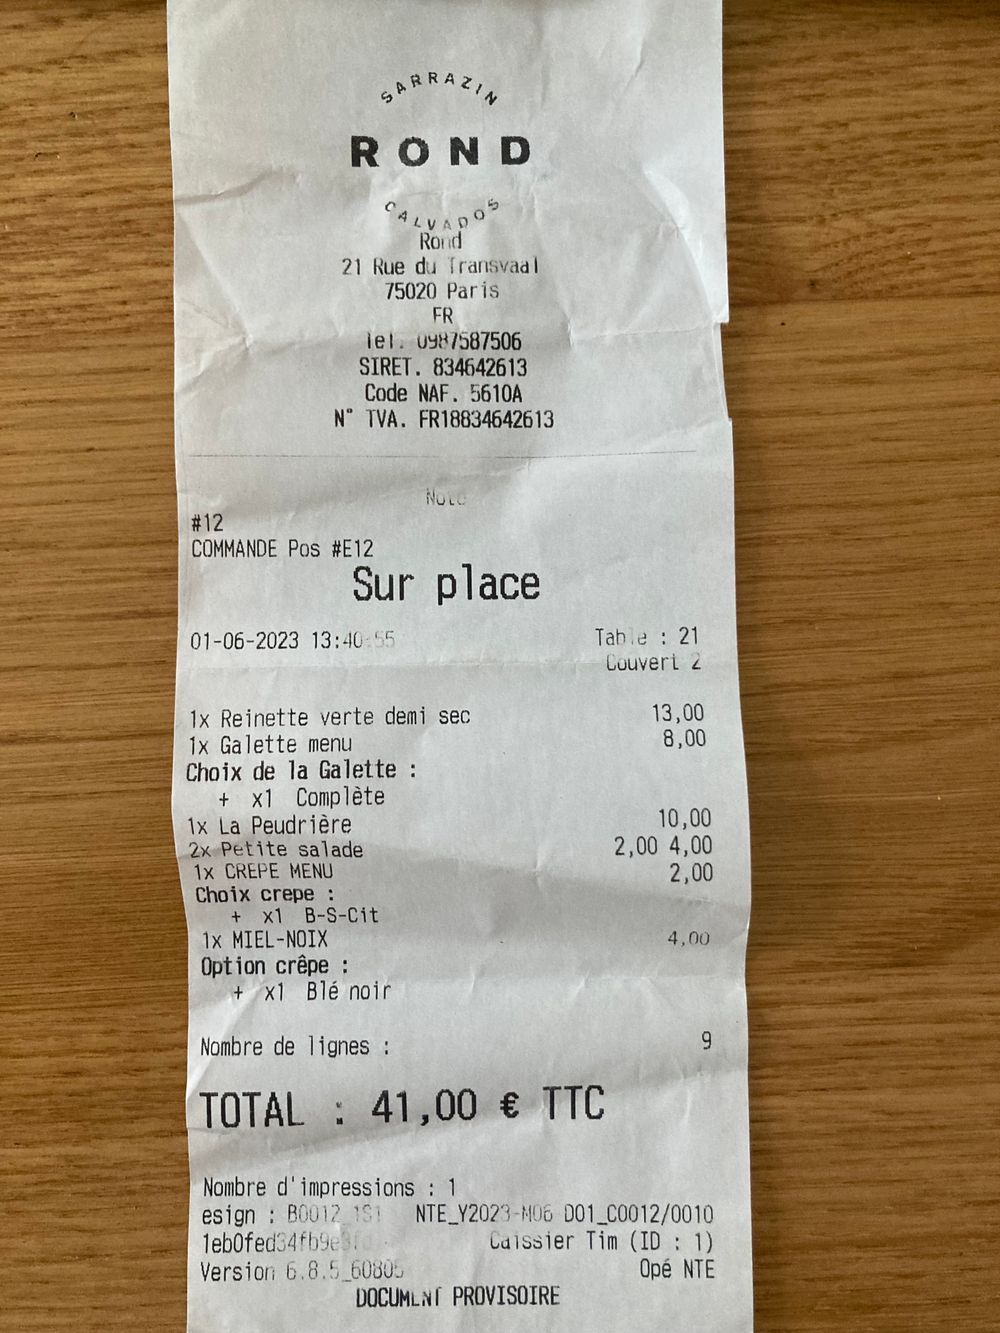 SARRAZIN
ROND
CALVADOS
Rond
21 Rue du Transvaal
75020 Paris
FR
Tel. 0987587506
SIRET. 834642613
Code NAF. 5610A
N° TVA. FR18834642613
Note
#12
COMMANDE Pos #E12
Sur place
01-06-2023 13:40:55 Table : 21
Couvert 2
1x Reinette verte demi sec 13,00
1x Galette menu 8,00
Choix de la Galette :
+ x1 Complète
1x La Peudrière 10,00
2x Petite salade 2,00 4,00
1x CREPE MENU 2,00
Choix crepe :
+ x1 B-S-Cit
1x MIEL-NOIX 4,00
Option crêpe :
+ x1 Blé noir
Nombre de lignes : 9
TOTAL : 41,00 € TTC
Nombre d'impressions : 1
esign : NTE_Y2023-M06 D01_C0012/0010
Caissier Tim (ID : 1)
Version 6.8.5_60805 Opé NTE
DOCUMENT PROVISOIRE